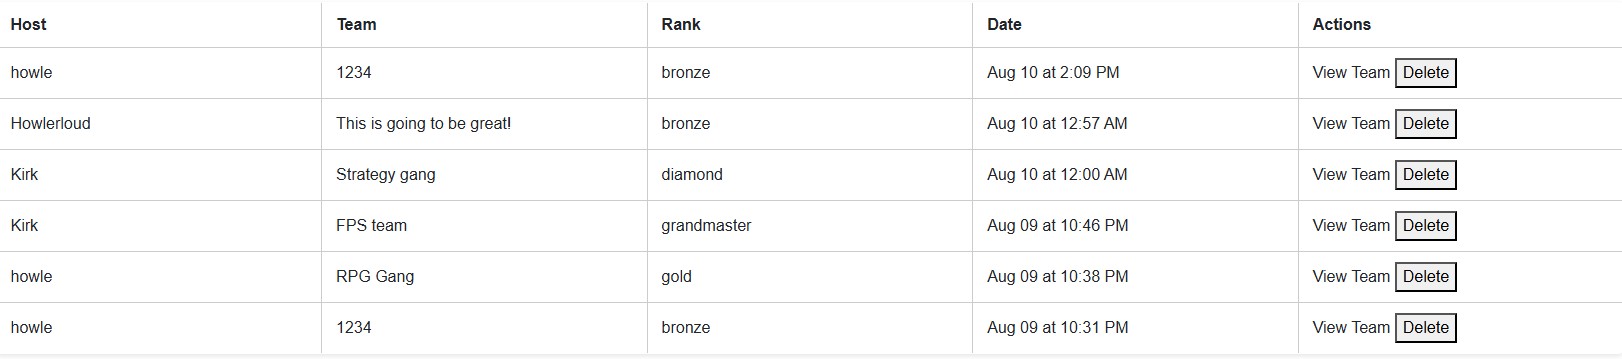 Host Team Rank Date Actions
howle 1234 bronze Aug 10 at 2:09 PM View Team Delete
Howlerloud This is going to be great! bronze Aug 10 at 12:57 AM View Team Delete
Kirk Strategy gang diamond Aug 10 at 12:00 AM View Team Delete
Kirk FPS team grandmaster Aug 09 at 10:46 PM View Team Delete
howle RPG Gang gold Aug 09 at 10:38 PM View Team Delete
howle 1234 bronze Aug 09 at 10:31 PM View Team Delete